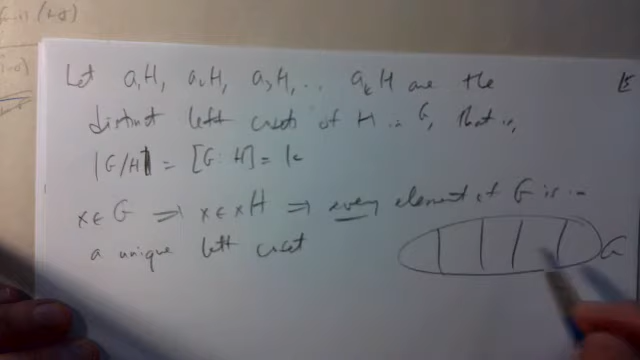 Let a₁H, a₂H, a₃H, ... aₖH are the
distinct left cosets of H in G, that is,
|G/H| = [G:H] = k
x ∈ G ⇒ x ∈ xH ⇒ every element of G is in
a unique left coset
G